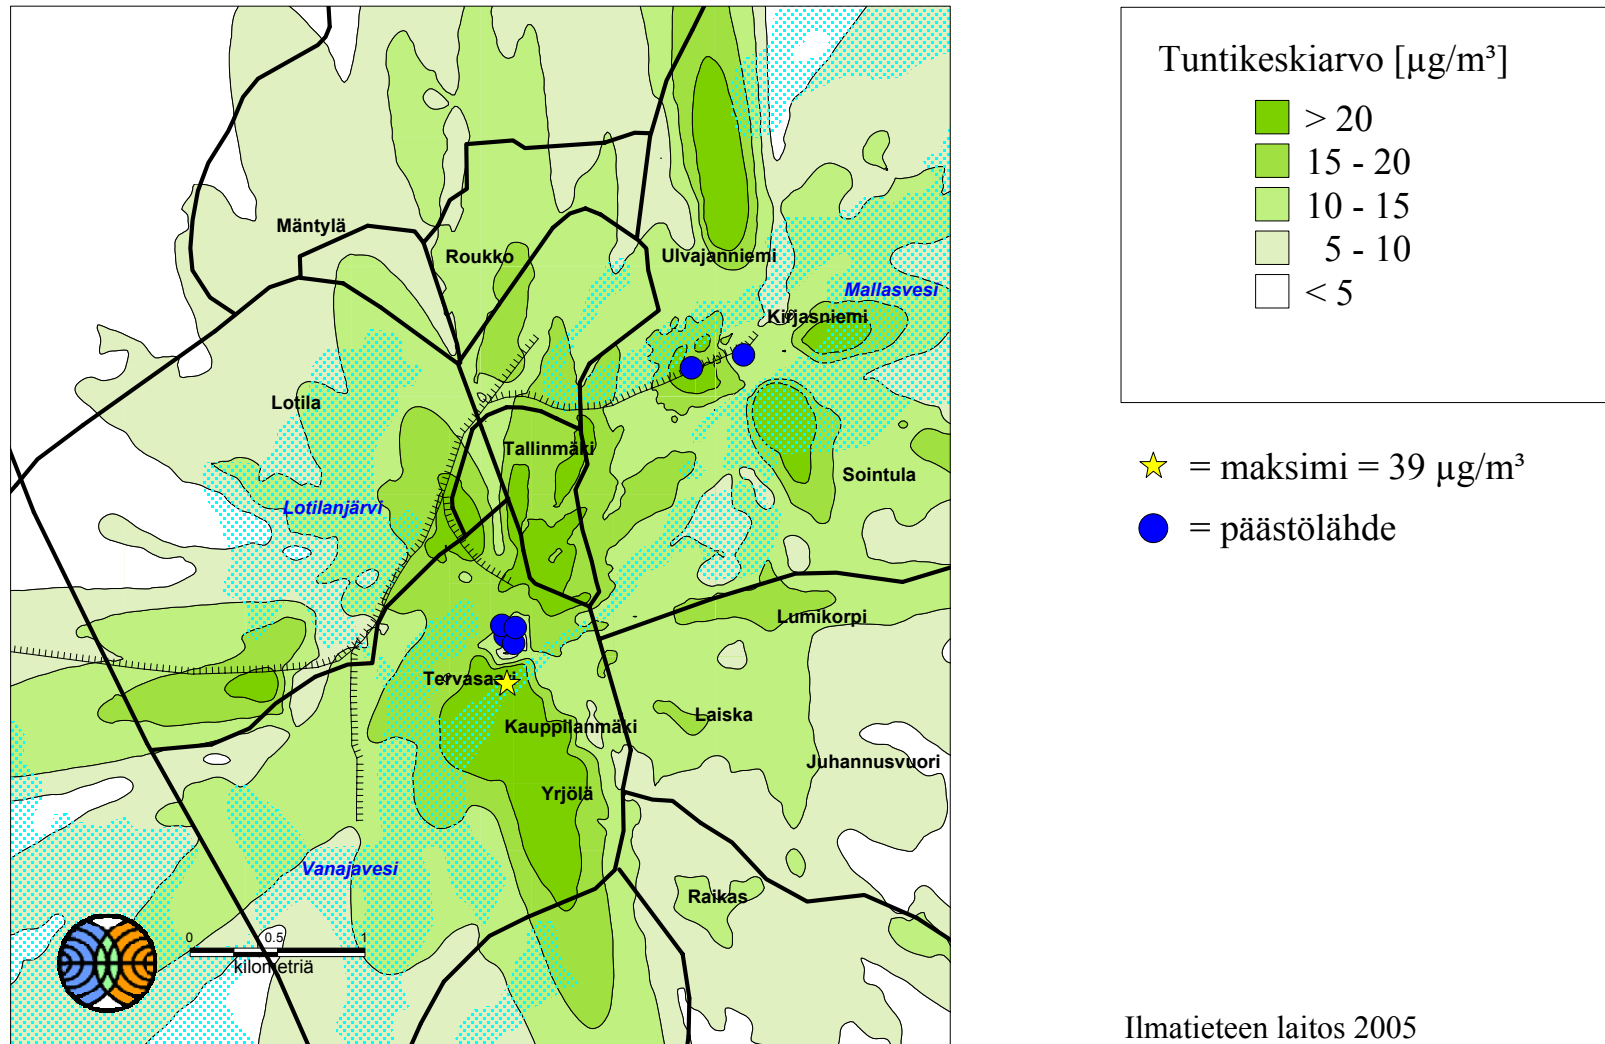 Tuntikeskiarvo [µg/m³]
> 20
15 - 20
10 - 15
5 - 10
< 5
= maksimi = 39 µg/m³
= päästölähde
Mäntylä
Roukko
Ulvajanniemi
Mallasvesi
Kirjasniemi
Lotila
Tallinmäki
Sointula
Lotilanjärvi
Lumikorpi
Tervasaari
Laiska
Kauppilanmäki
Juhannusvuori
Yrjölä
Vanajavesi
Raikas
0 0.5 1
kilometriä
Ilmatieteen laitos 2005